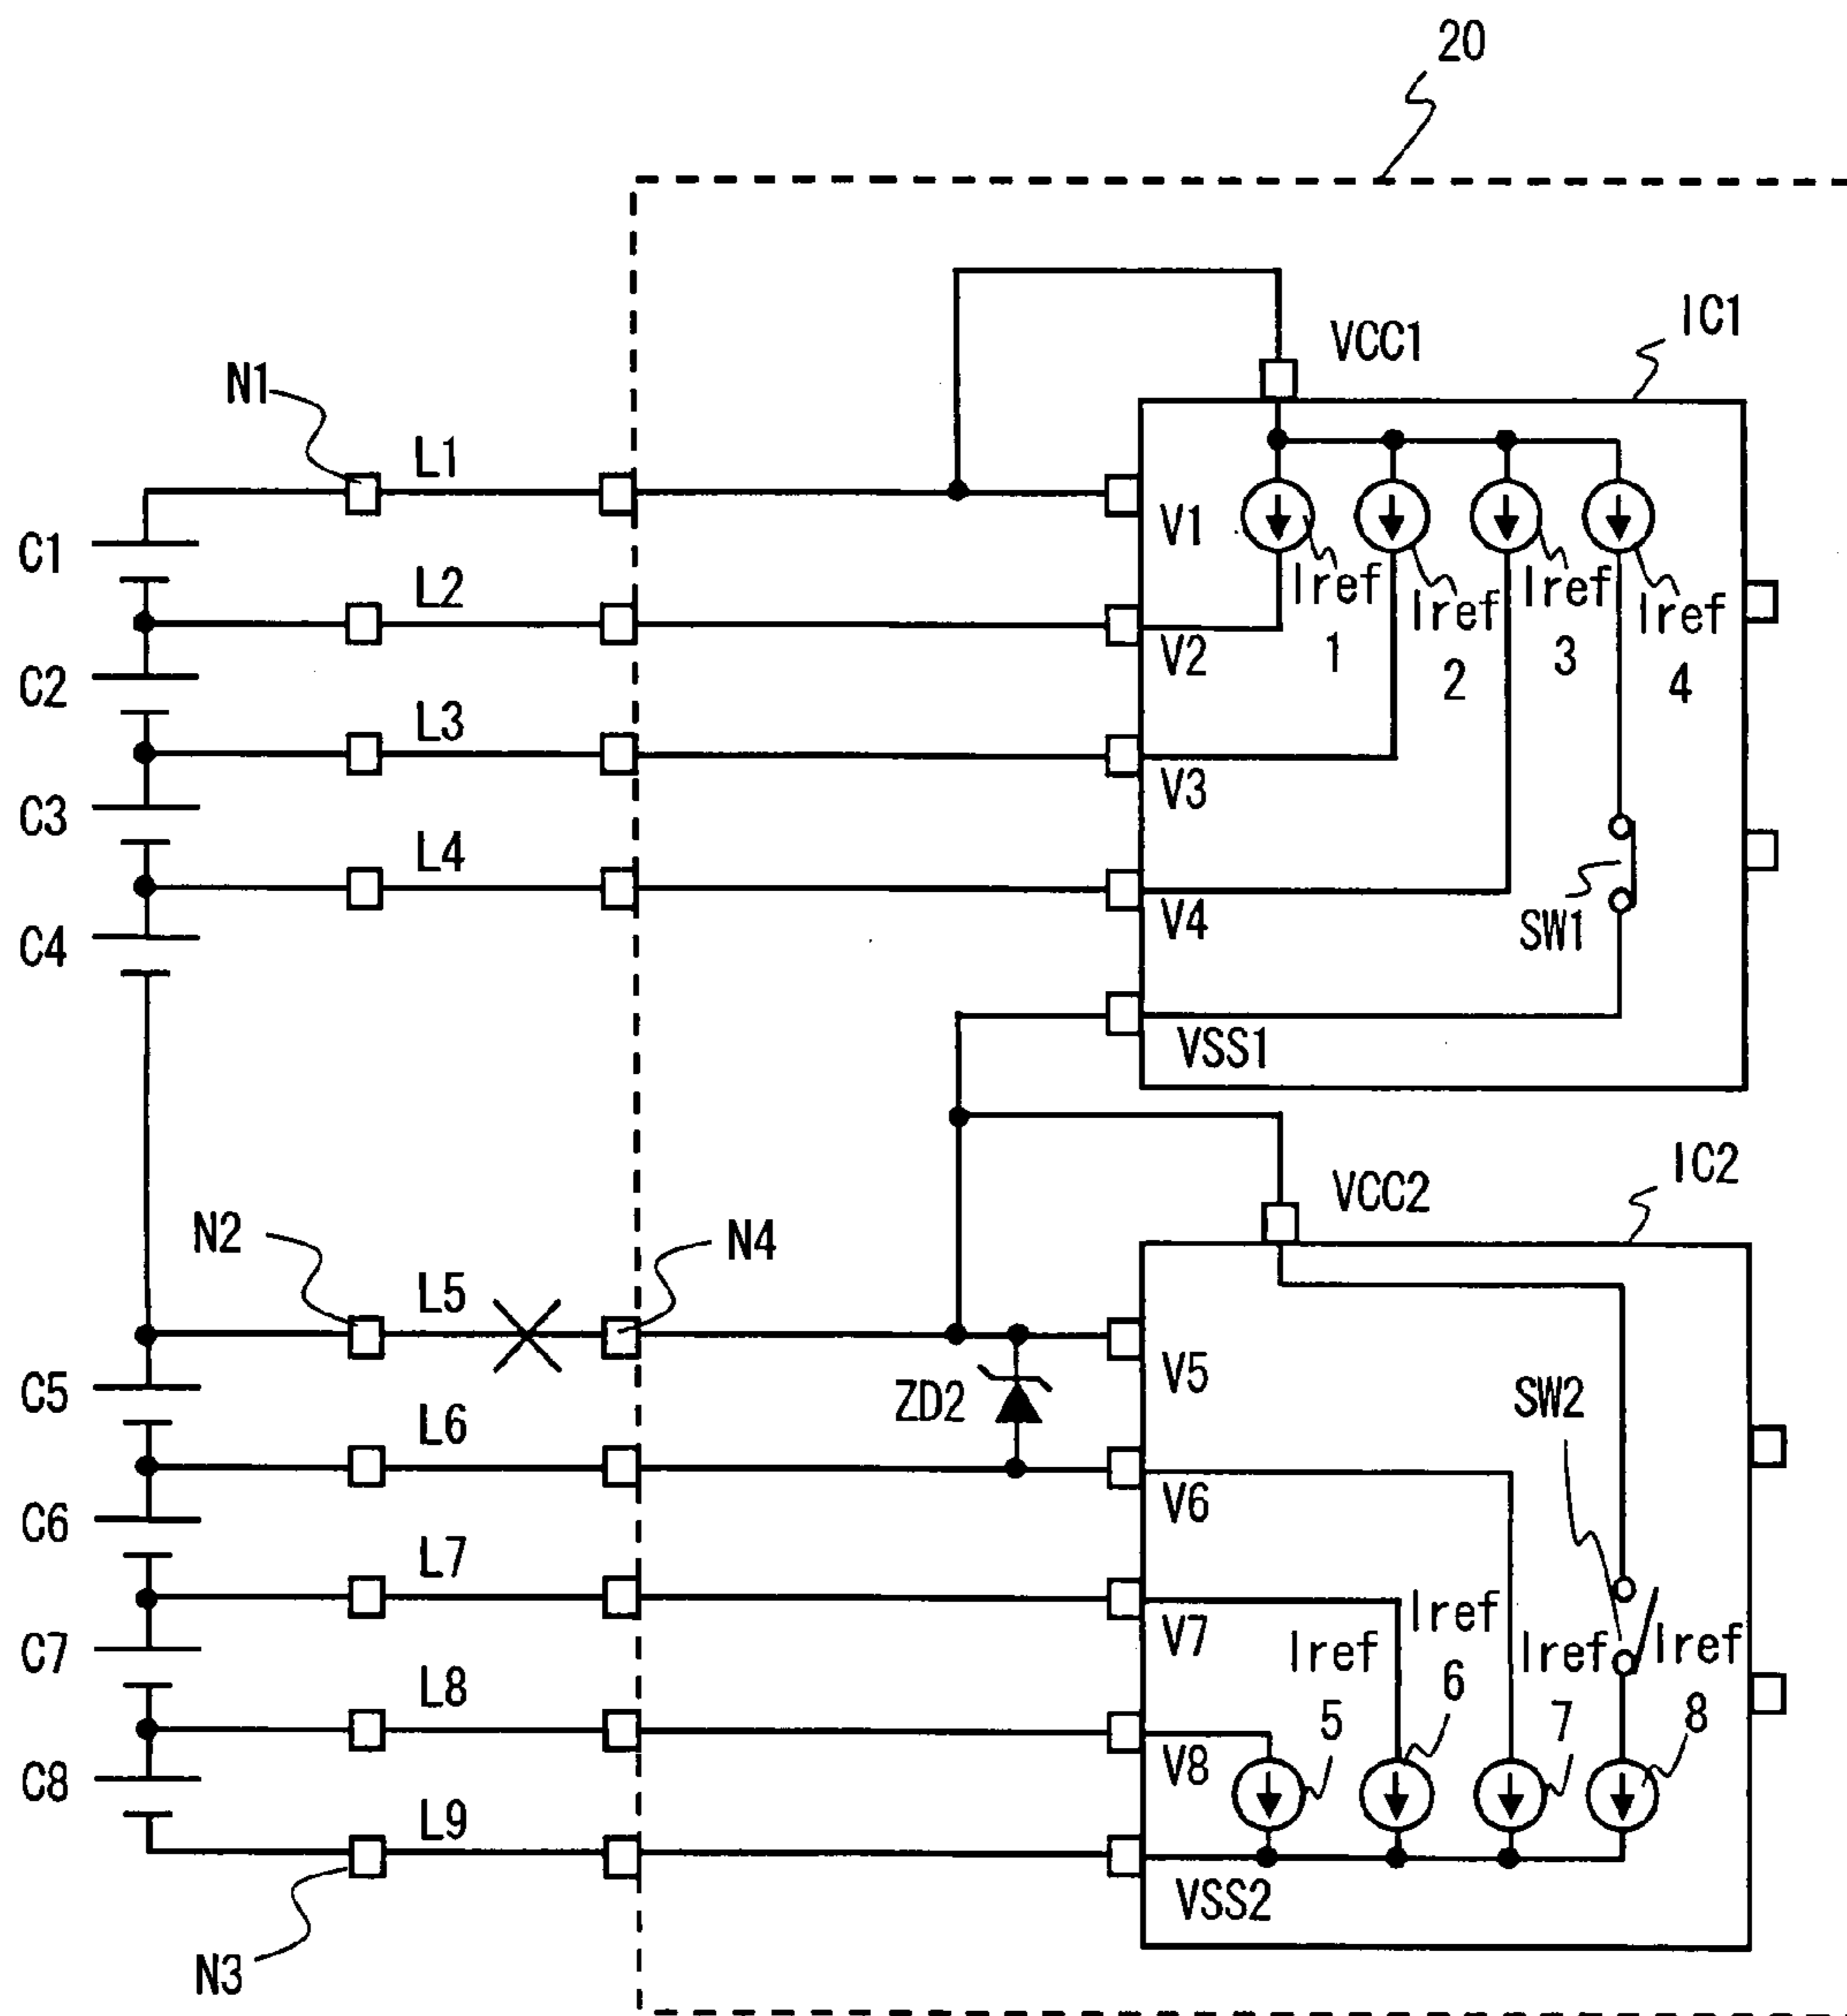 20
IC1
VCC1
N1
L1
V1
C1
Iref
1
Iref
2
Iref
3
Iref
4
L2
V2
C2
L3
V3
C3
L4
V4
SW1
C4
VSS1
IC2
VCC2
N2
N4
L5
V5
SW2
C5
ZD2
L6
V6
C6
L7
V7
Iref
5
Iref
6
Iref
7
Iref
8
C7
L8
V8
C8
L9
VSS2
N3